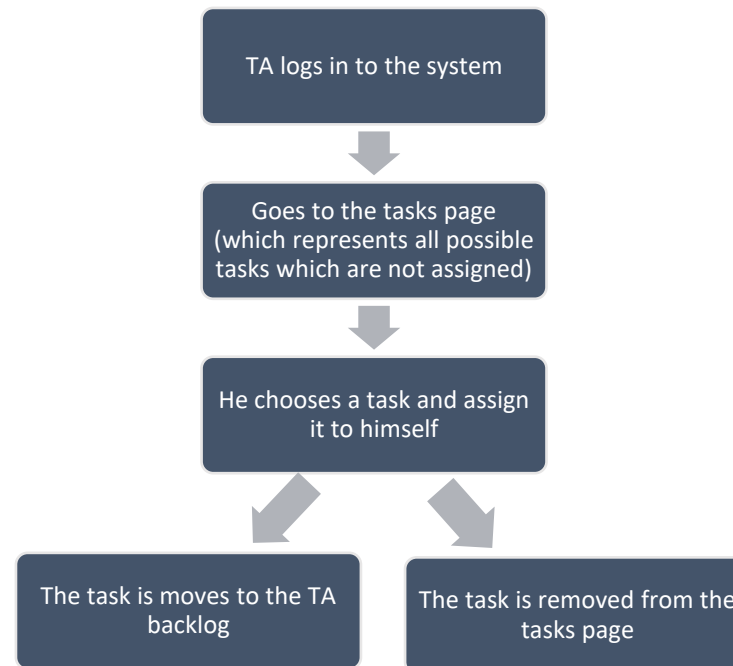 TA logs in to the system
Goes to the tasks page
(which represents all possible
tasks which are not assigned)
He chooses a task and assign
it to himself
The task is moves to the TA
backlog
The task is removed from the
tasks page